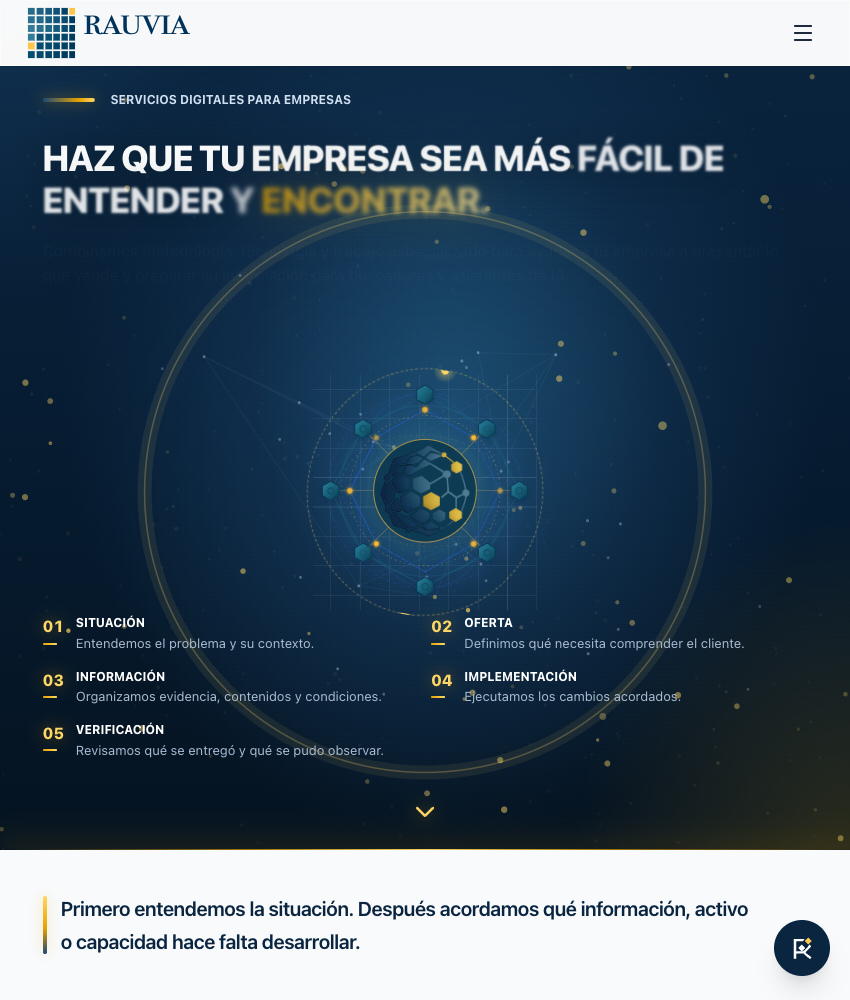 RAUVIA
SERVICIOS DIGITALES PARA EMPRESAS
HAZ QUE TU EMPRESA SEA MÁS FÁCIL DE
ENTENDER Y ENCONTRAR.
01 SITUACIÓN
Entendemos el problema y su contexto.
02 OFERTA
Definimos qué necesita comprender el cliente.
03 INFORMACIÓN
Organizamos evidencia, contenidos y condiciones.
04 IMPLEMENTACIÓN
Ejecutamos los cambios acordados.
05 VERIFICACIÓN
Revisamos qué se entregó y qué se pudo observar.
Primero entendemos la situación. Después acordamos qué información, activo
o capacidad hace falta desarrollar.